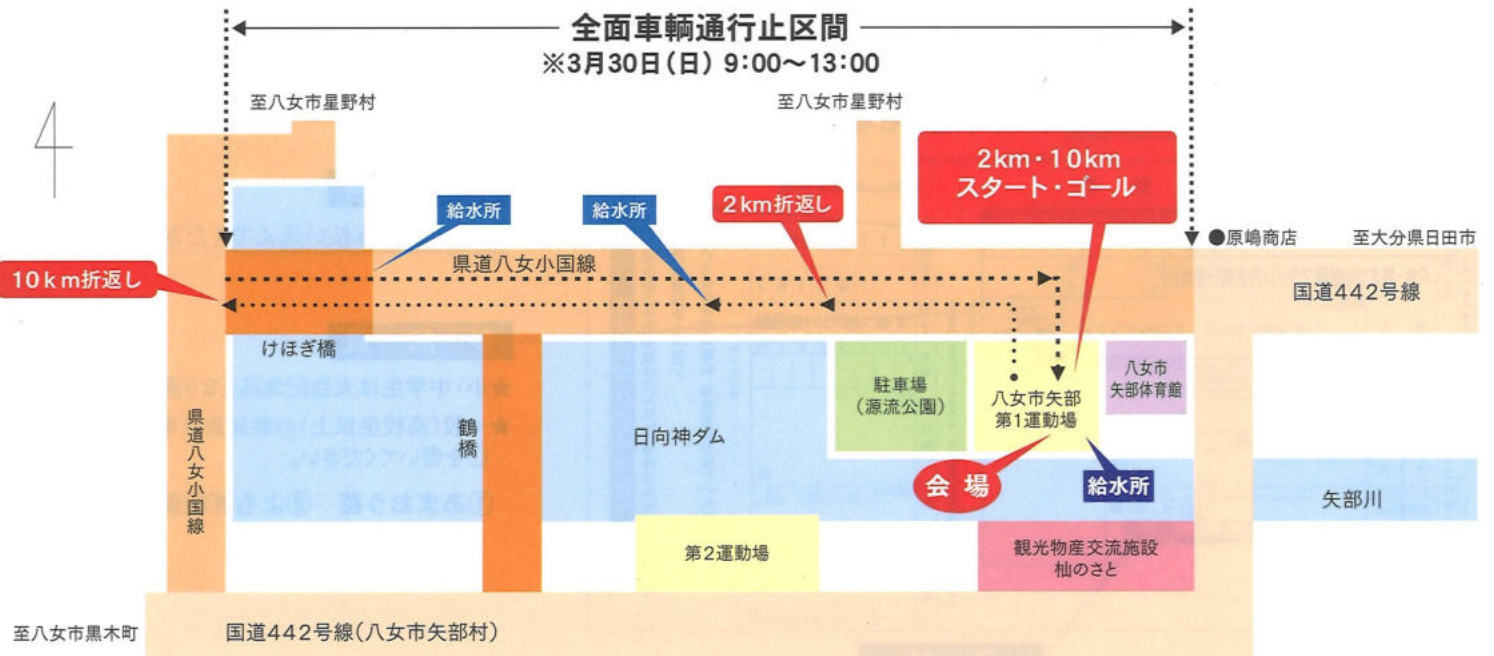 全面車輌通行止区間
※3月30日(日) 9:00〜13:00
至八女市星野村
至八女市星野村
2km・10km
スタート・ゴール
給水所
給水所
2km折返し
●原嶋商店
至大分県日田市
10km折返し
県道八女小国線
国道442号線
けほぎ橋
県道八女小国線
鶴橋
日向神ダム
駐車場
(源流公園)
八女市矢部
第1運動場
八女市
矢部体育館
会場
給水所
矢部川
第2運動場
観光物産交流施設
杣のさと
至八女市黒木町
国道442号線(八女市矢部村)
★小・中学生は